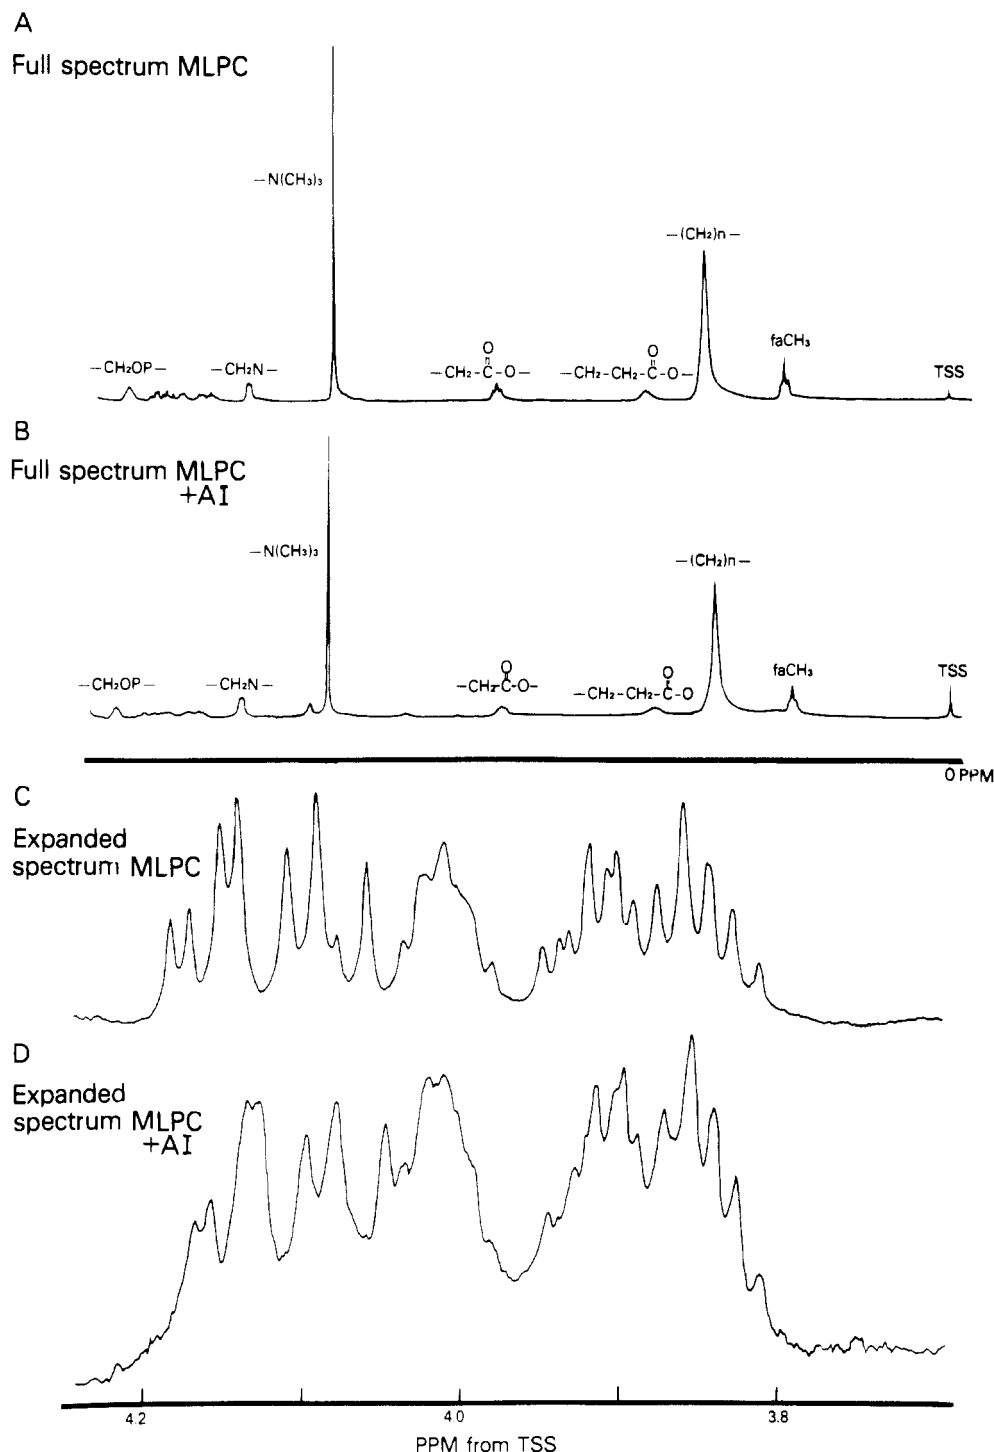 A
Full spectrum MLPC
—N(CH₃)₃
—(CH₂)n—
faCH₃
O
O
—CH₂OP—
—CH₂N—
—CH₂-C-O—
—CH₂-CH₂-C-O—
TSS
B
Full spectrum MLPC
+AI
—N(CH₃)₃
—(CH₂)n—
O
O
faCH₃
TSS
—CH₂OP—
—CH₂N—
—CH₂-C-O—
—CH₂-CH₂-C-O
0 PPM
C
Expanded
spectrum MLPC
D
Expanded
spectrum MLPC
+AI
4.2
4.0
3.8
PPM from TSS